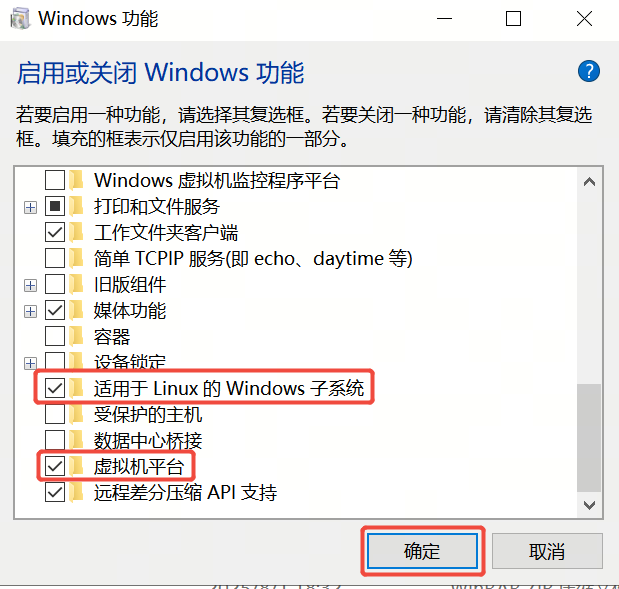 Windows 功能
启用或关闭 Windows 功能
?
若要启用一种功能，请选择其复选框。若要关闭一种功能，请清除其复选
框。填充的框表示仅启用该功能的一部分。
Windows 虚拟机监控程序平台
打印和文件服务
工作文件夹客户端
简单 TCPIP 服务(即 echo、daytime 等)
旧版组件
媒体功能
容器
设备锁定
适用于 Linux 的 Windows 子系统
受保护的主机
数据中心桥接
虚拟机平台
远程差分压缩 API 支持
确定 取消